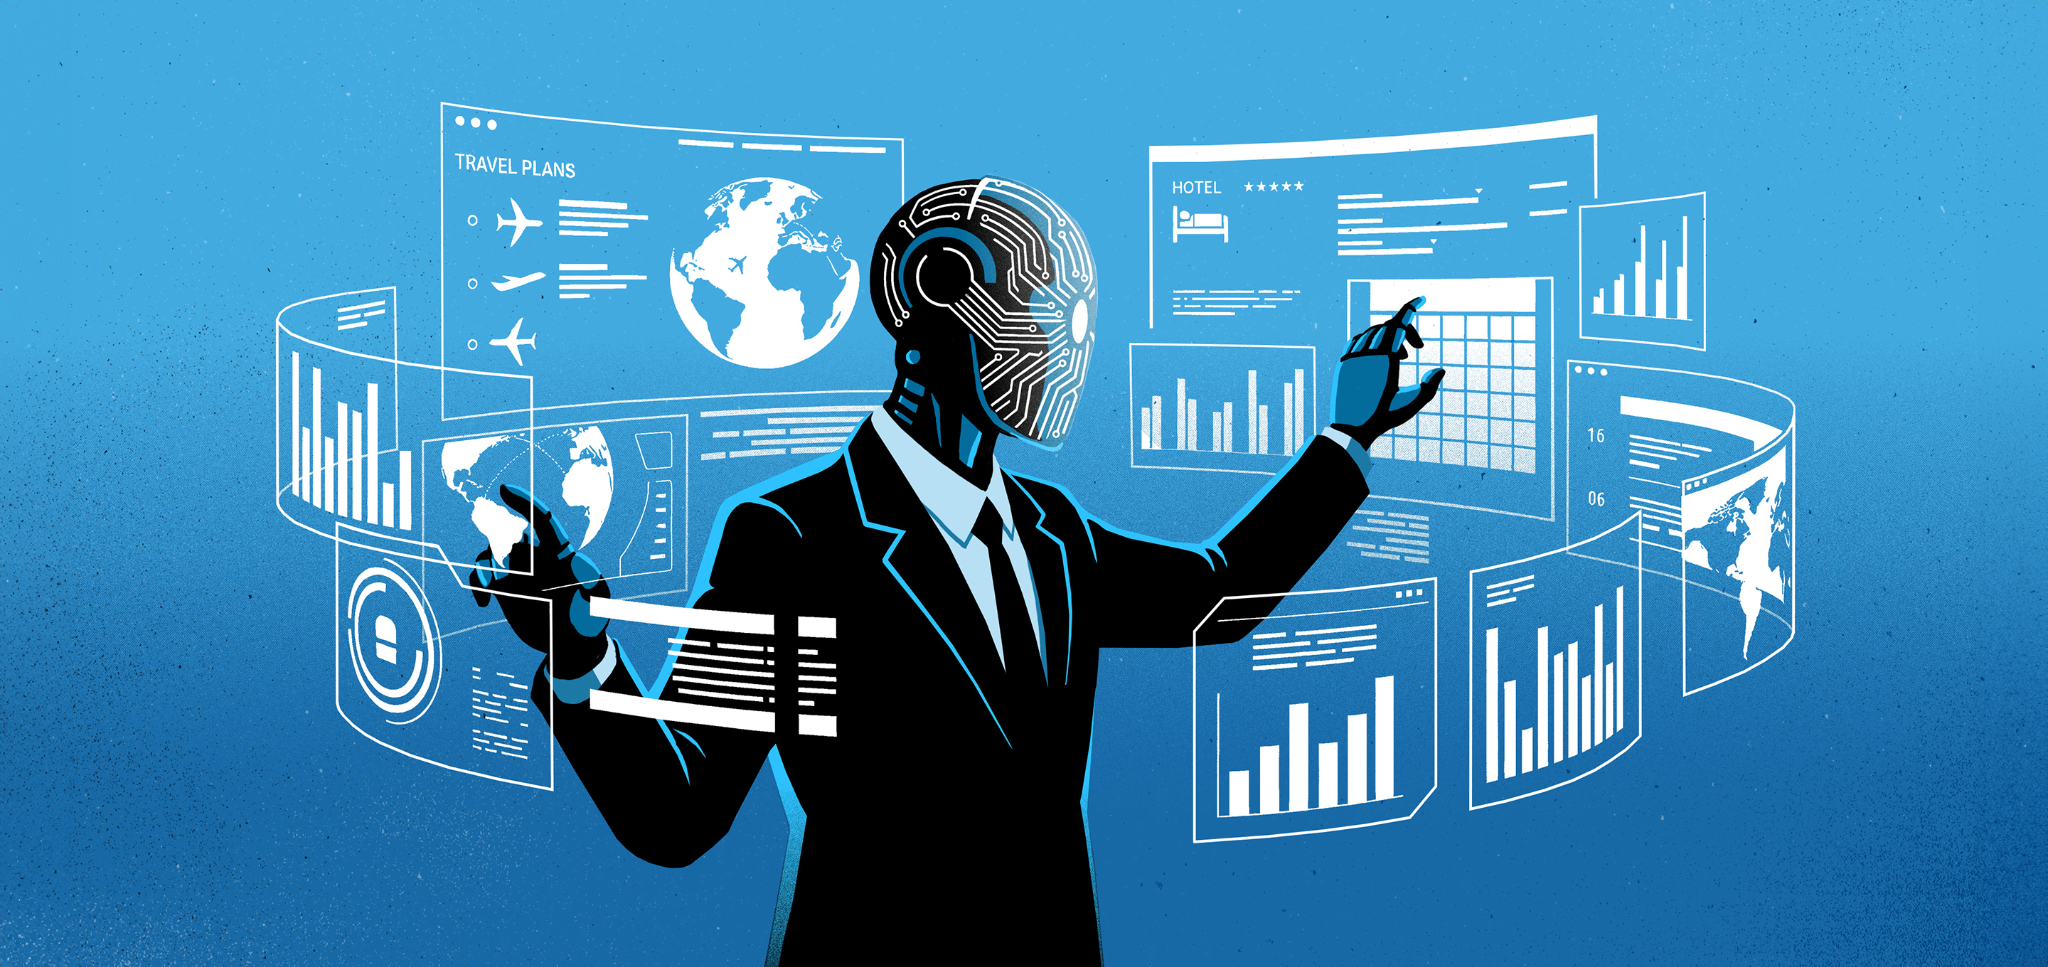 TRAVEL PLANS
HOTEL ★★★★★
16
06